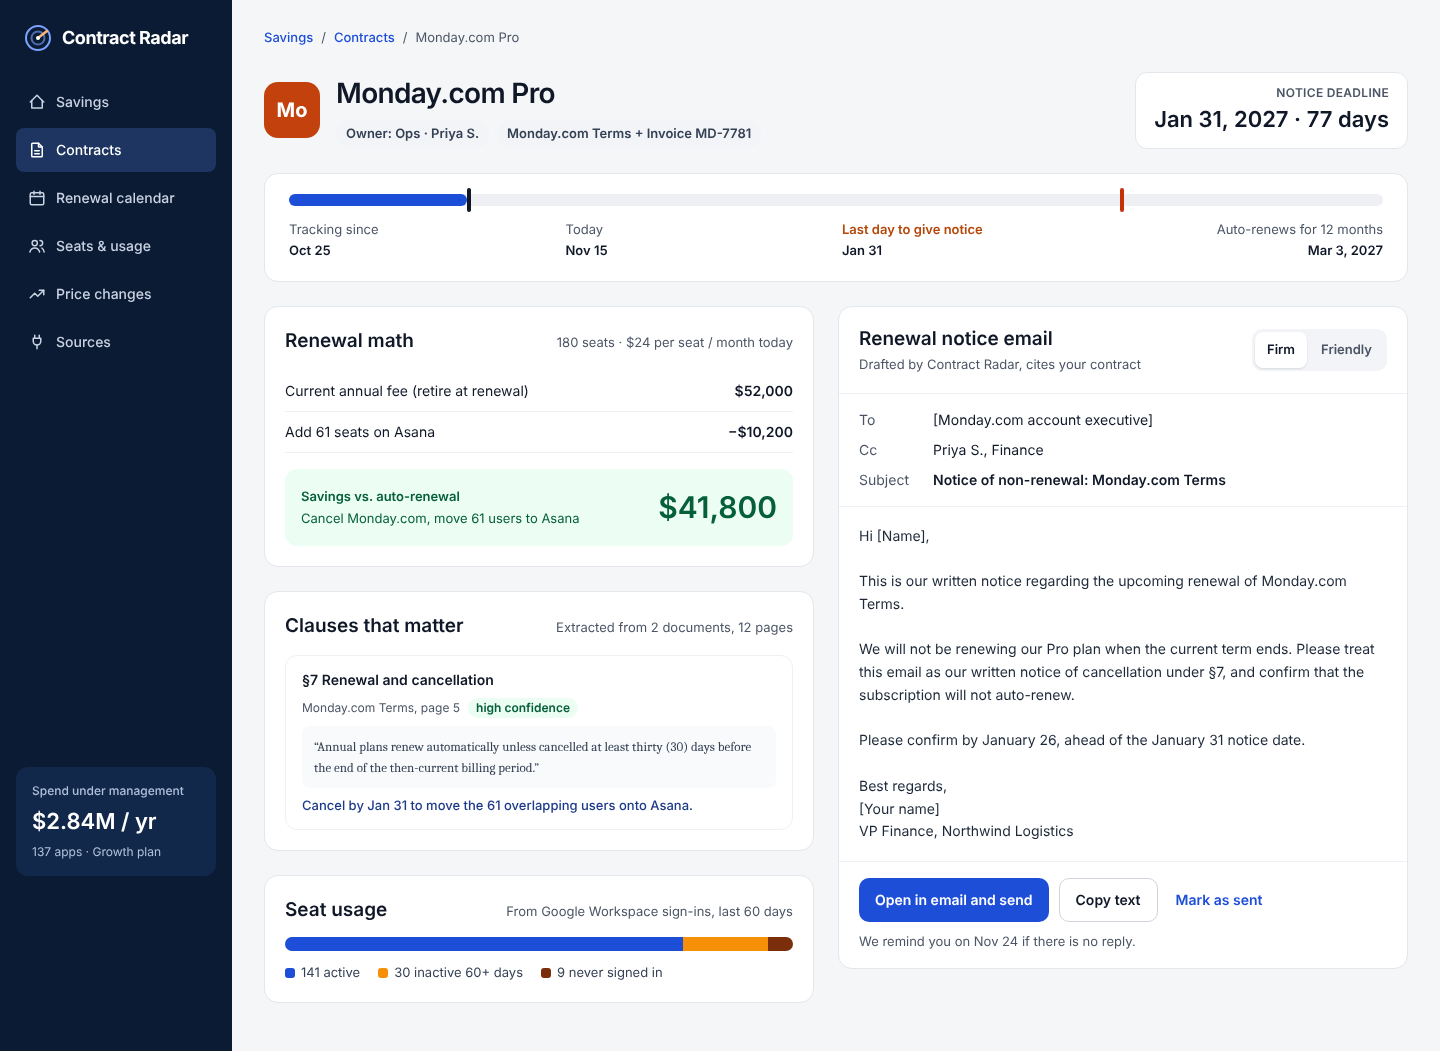 Contract Radar
Savings
Contracts
Renewal calendar
Seats & usage
Price changes
Sources
Spend under management
$2.84M / yr
137 apps · Growth plan
Savings / Contracts / Monday.com Pro
Mo
Monday.com Pro
Owner: Ops · Priya S.
Monday.com Terms + Invoice MD-7781
NOTICE DEADLINE
Jan 31, 2027 · 77 days
Tracking since
Oct 25
Today
Nov 15
Last day to give notice
Jan 31
Auto-renews for 12 months
Mar 3, 2027
Renewal math
180 seats · $24 per seat / month today
Current annual fee (retire at renewal) $52,000
Add 61 seats on Asana −$10,200
Savings vs. auto-renewal
Cancel Monday.com, move 61 users to Asana
$41,800
Clauses that matter
Extracted from 2 documents, 12 pages
§7 Renewal and cancellation
Monday.com Terms, page 5 high confidence
“Annual plans renew automatically unless cancelled at least thirty (30) days before
the end of the then-current billing period.”
Cancel by Jan 31 to move the 61 overlapping users onto Asana.
Seat usage
From Google Workspace sign-ins, last 60 days
141 active 30 inactive 60+ days 9 never signed in
Renewal notice email
Drafted by Contract Radar, cites your contract
Firm Friendly
To [Monday.com account executive]
Cc Priya S., Finance
Subject Notice of non-renewal: Monday.com Terms
Hi [Name],
This is our written notice regarding the upcoming renewal of Monday.com
Terms.
We will not be renewing our Pro plan when the current term ends. Please treat
this email as our written notice of cancellation under §7, and confirm that the
subscription will not auto-renew.
Please confirm by January 26, ahead of the January 31 notice date.
Best regards,
[Your name]
VP Finance, Northwind Logistics
Open in email and send Copy text Mark as sent
We remind you on Nov 24 if there is no reply.